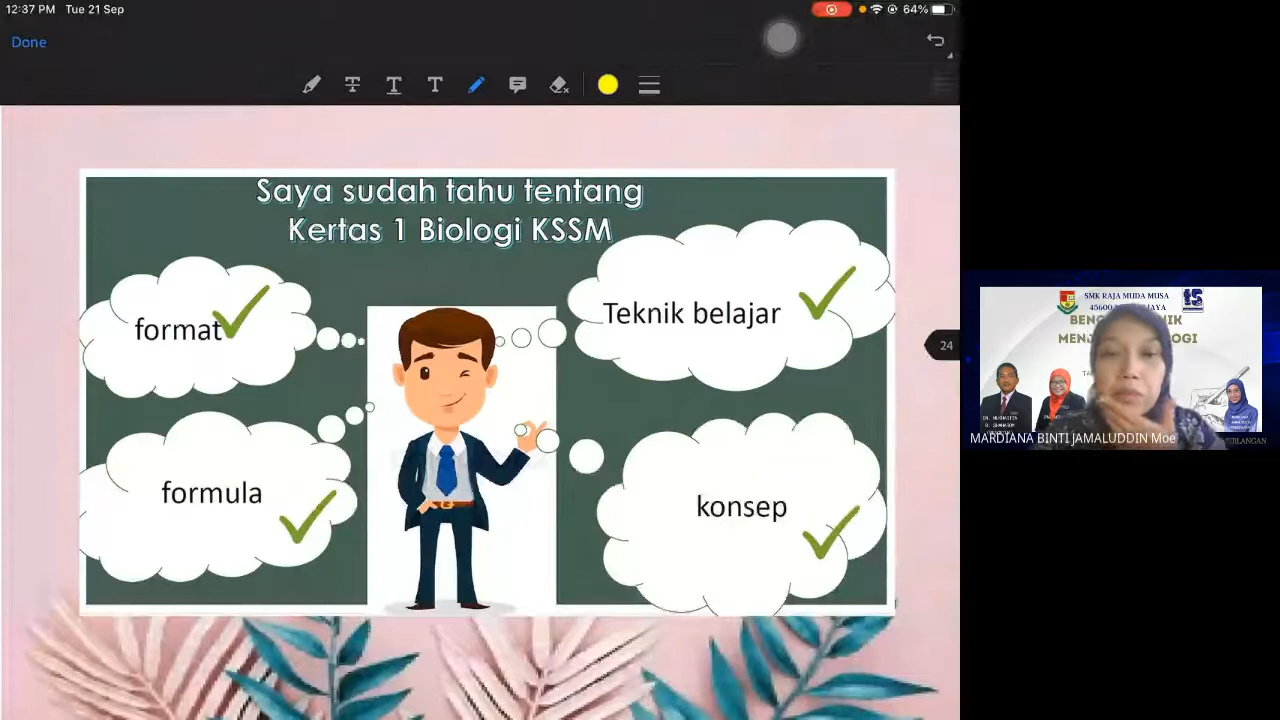 12:37 PM Tue 21 Sep
64%
Done
Saya sudah tahu tentang
Kertas 1 Biologi KSSM
format
Teknik belajar
formula
konsep
24
SMK RAJA MUDA MUSA
45600
MARDIANA BINTI jAMALUDDIN Moe